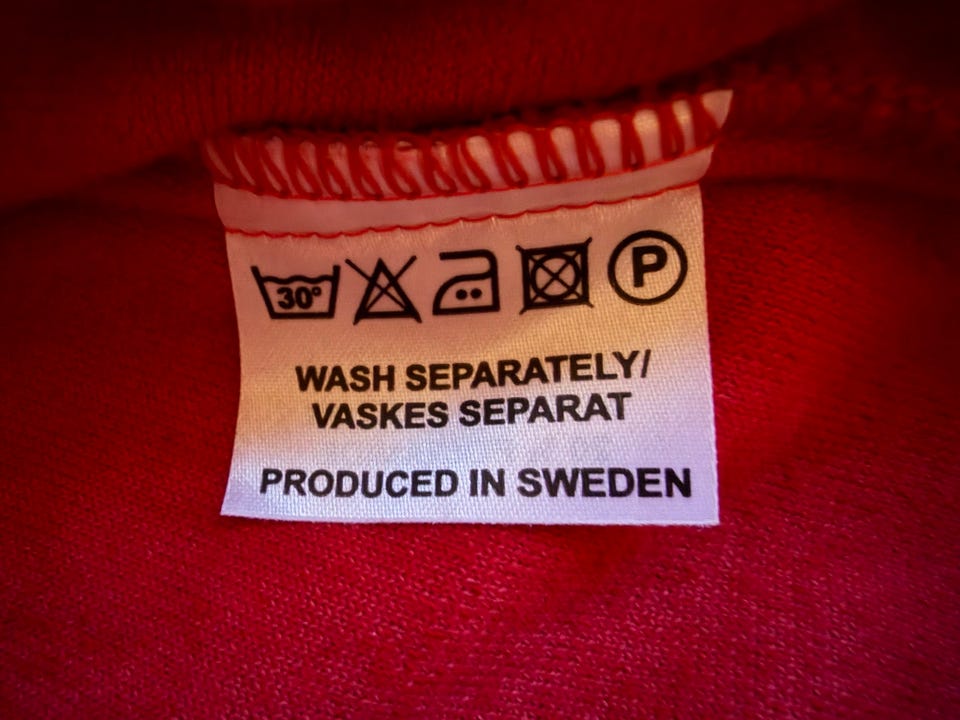 30° P
WASH SEPARATELY/
VASKES SEPARAT
PRODUCED IN SWEDEN